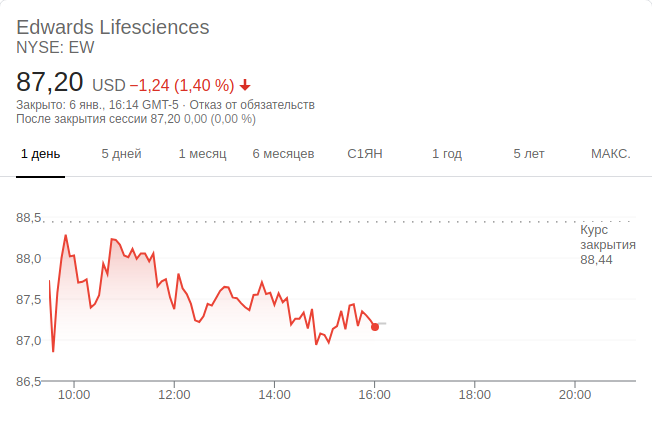 Edwards Lifesciences
NYSE: EW
87,20 USD −1,24 (1,40 %)
Закрыто: 6 янв., 16:14 GMT-5 · Отказ от обязательств
После закрытия сессии 87,20 0,00 (0,00 %)
1 день 5 дней 1 месяц 6 месяцев С1ЯН 1 год 5 лет МАКС.
88,5
Курс
закрытия
88,44
88,0
87,5
87,0
86,5
10:00 12:00 14:00 16:00 18:00 20:00